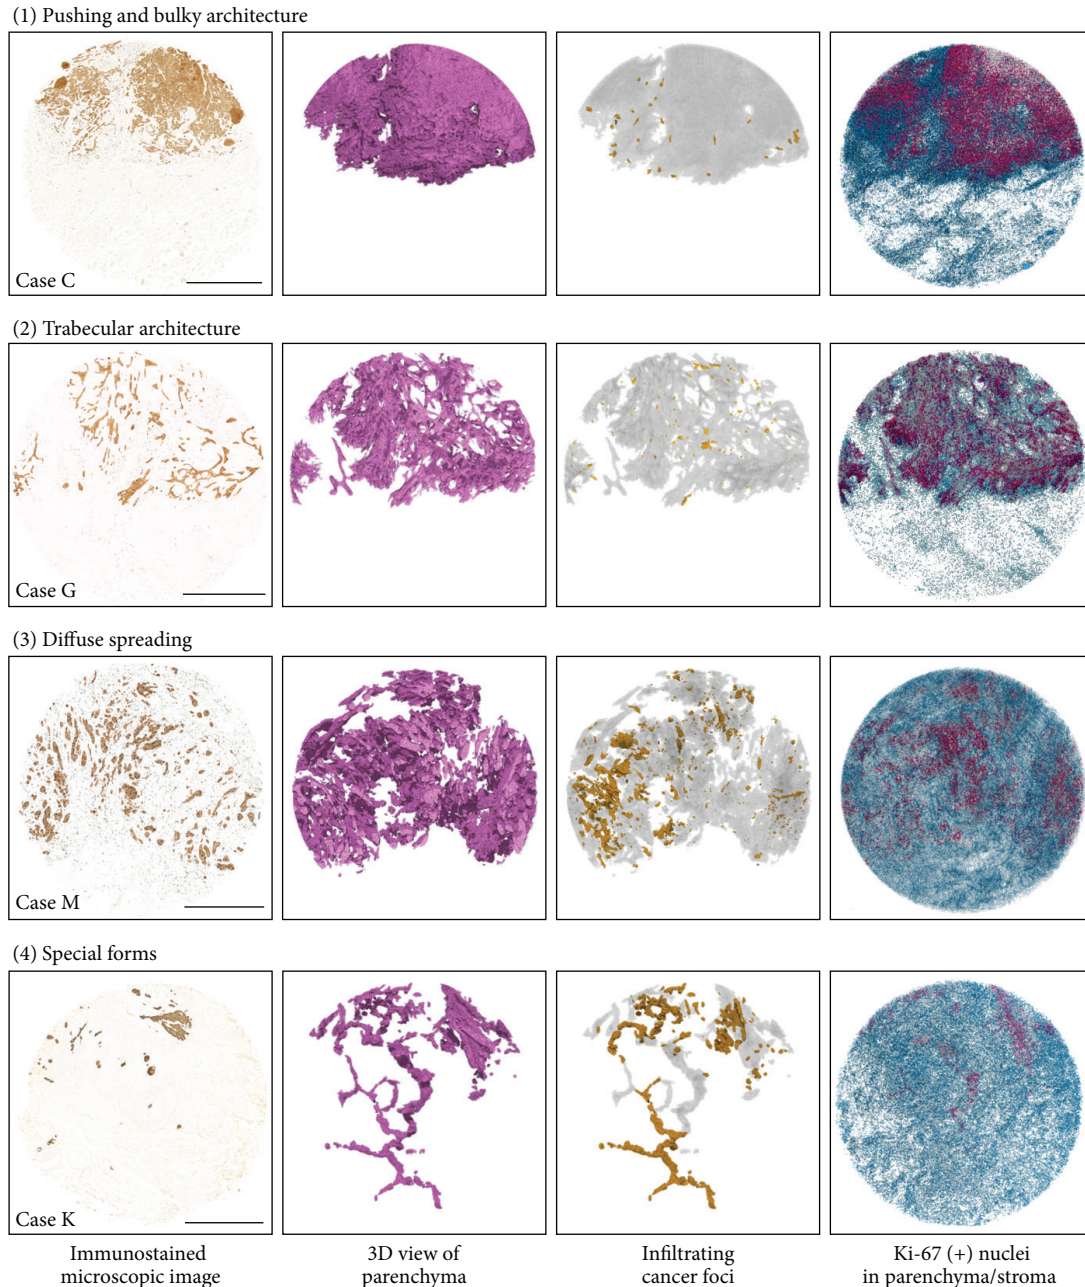 (1) Pushing and bulky architecture
Case C
(2) Trabecular architecture
Case G
(3) Diffuse spreading
Case M
(4) Special forms
Case K
Immunostained
microscopic image
3D view of
parenchyma
Infiltrating
cancer foci
Ki-67 (+) nuclei
in parenchyma/stroma